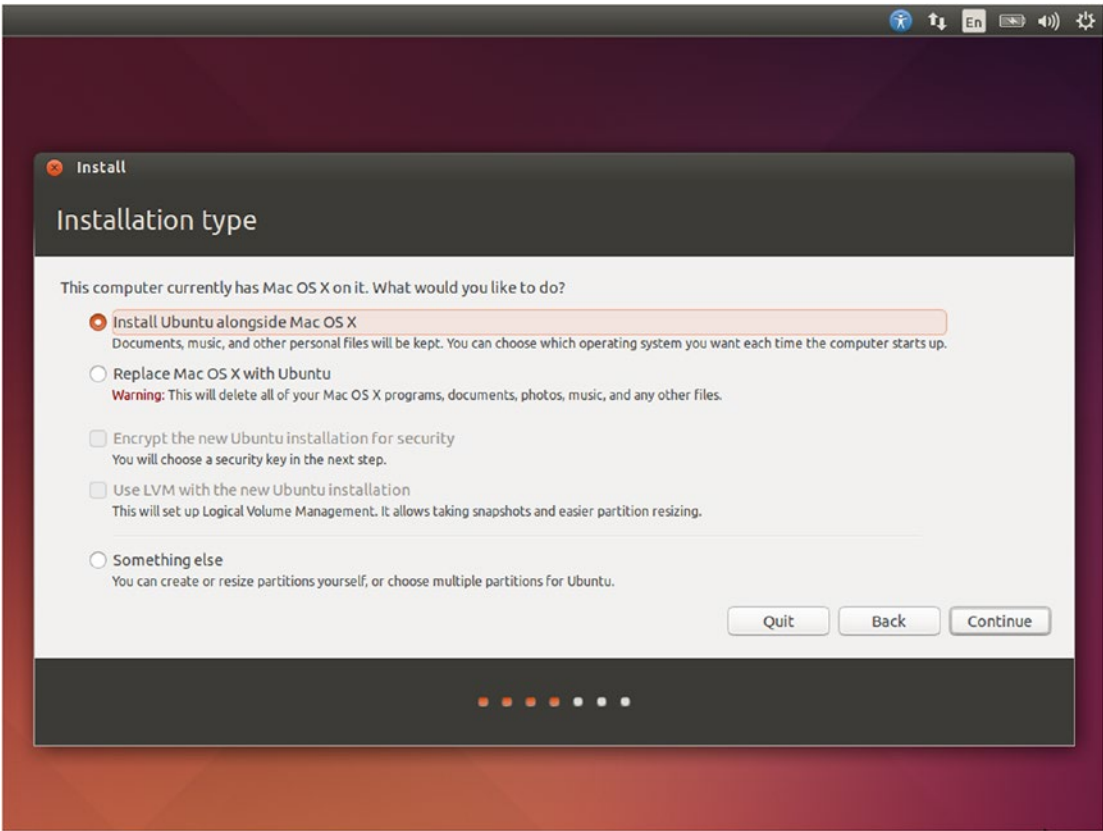 En
Install
Installation type
This computer currently has Mac OS X on it. What would you like to do?
Install Ubuntu alongside Mac OS X
Documents, music, and other personal files will be kept. You can choose which operating system you want each time the computer starts up.
Replace Mac OS X with Ubuntu
Warning: This will delete all of your Mac OS X programs, documents, photos, music, and any other files.
Encrypt the new Ubuntu installation for security
You will choose a security key in the next step.
Use LVM with the new Ubuntu installation
This will set up Logical Volume Management. It allows taking snapshots and easier partition resizing.
Something else
You can create or resize partitions yourself, or choose multiple partitions for Ubuntu.
Quit Back Continue